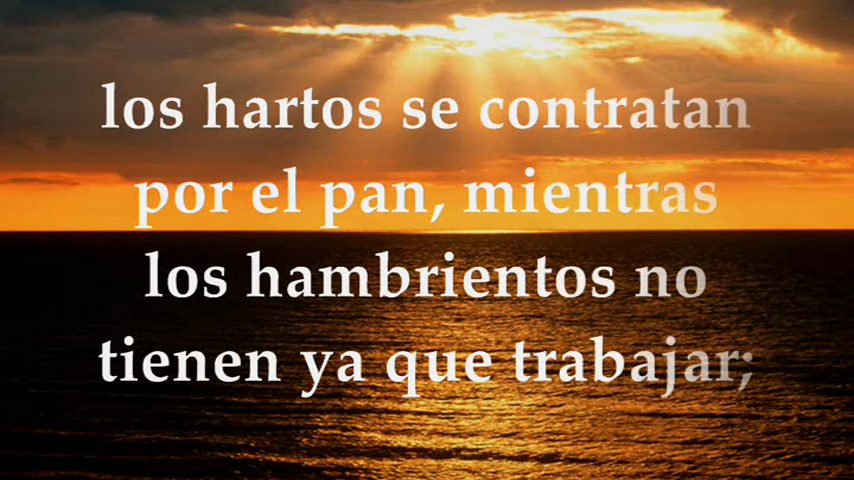 los hartos se contratan
por el pan, mientras
los hambrientos no
tienen ya que trabajar;